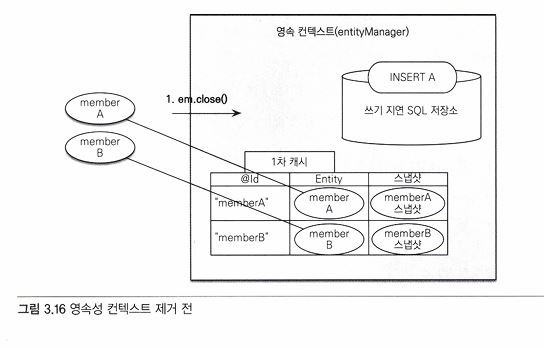 영속 컨텍스트(entityManager)
INSERT A
쓰기 지연 SQL 저장소
member
A
member
B
1. em.close()
1차 캐시
@Id Entity 스냅샷
"memberA" member
A memberA
스냅샷
"memberB" member
B memberB
스냅샷
그림 3.16 영속성 컨텍스트 제거 전